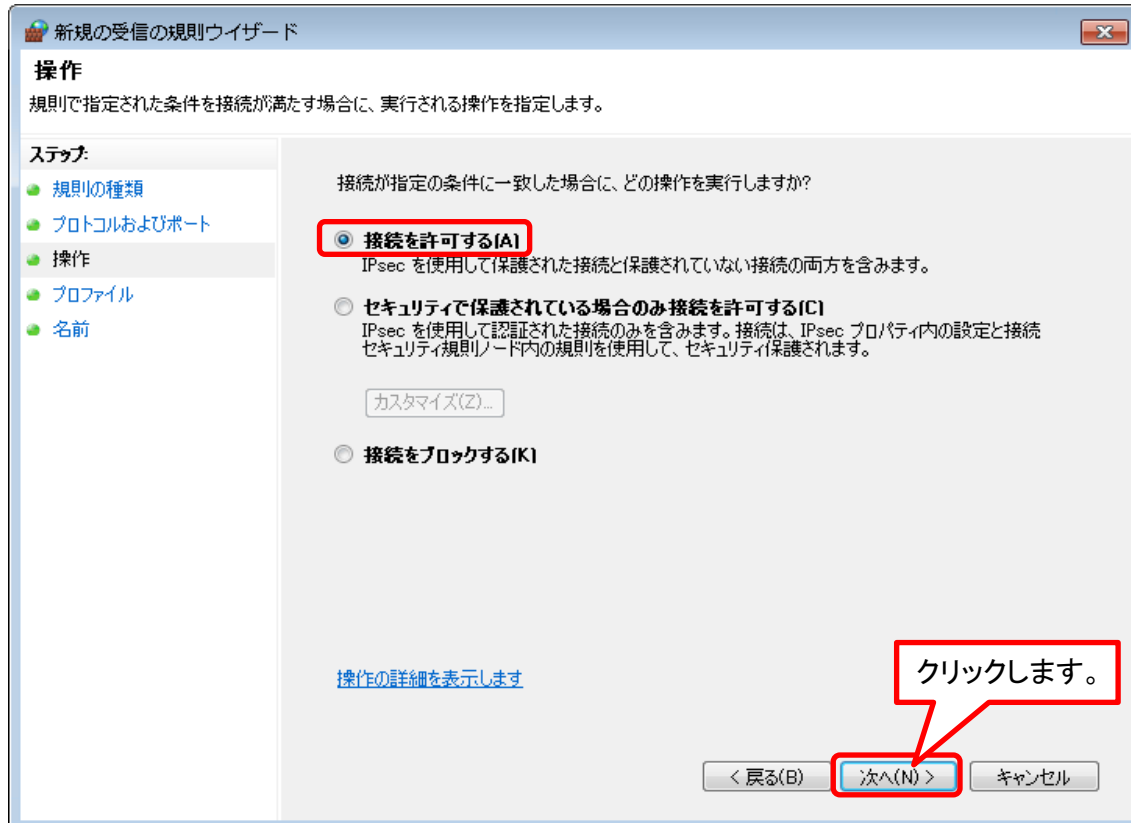 新規の受信の規則ウイザード
操作
規則で指定された条件を接続が満たす場合に、実行される操作を指定します。
ステップ:
規則の種類
プロトコルおよびポート
操作
プロファイル
名前
接続が指定の条件に一致した場合に、どの操作を実行しますか?
接続を許可する(A)
IPsec を使用して保護された接続と保護されていない接続の両方を含みます。
セキュリティで保護されている場合のみ接続を許可する(C)
IPsec を使用して認証された接続のみを含みます。接続は、IPsec プロパティ内の設定と接続
セキュリティ規則ノード内の規則を使用して、セキュリティ保護されます。
カスタマイズ(Z)...
接続をブロックする(K)
操作の詳細を表示します
クリックします。
< 戻る(B)
次へ(N) >
キャンセル